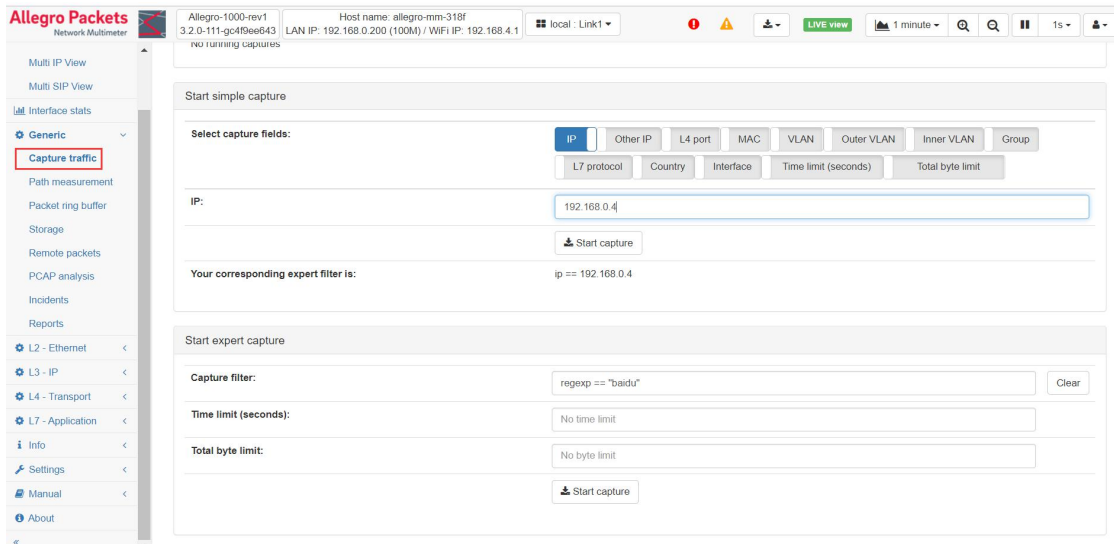 Allegro Packets
Network Multimeter
Allegro-1000-rev1
3.2.0-111-gc4f9ee643
Host name: allegro-mm-318f
LAN IP: 192.168.0.200 (100M) / WiFi IP: 192.168.4.1
local : Link1
LIVE view
1 minute
1s
No running captures
Multi IP View
Multi SIP View
Interface stats
Generic
Capture traffic
Path measurement
Packet ring buffer
Storage
Remote packets
PCAP analysis
Incidents
Reports
L2 - Ethernet
L3 - IP
L4 - Transport
L7 - Application
Info
Settings
Manual
About
Start simple capture
Select capture fields:
IP Other IP L4 port MAC VLAN Outer VLAN Inner VLAN Group
L7 protocol Country Interface Time limit (seconds) Total byte limit
IP:
192.168.0.4
Start capture
Your corresponding expert filter is:
ip == 192.168.0.4
Start expert capture
Capture filter:
regexp == "baidu"
Clear
Time limit (seconds):
No time limit
Total byte limit:
No byte limit
Start capture